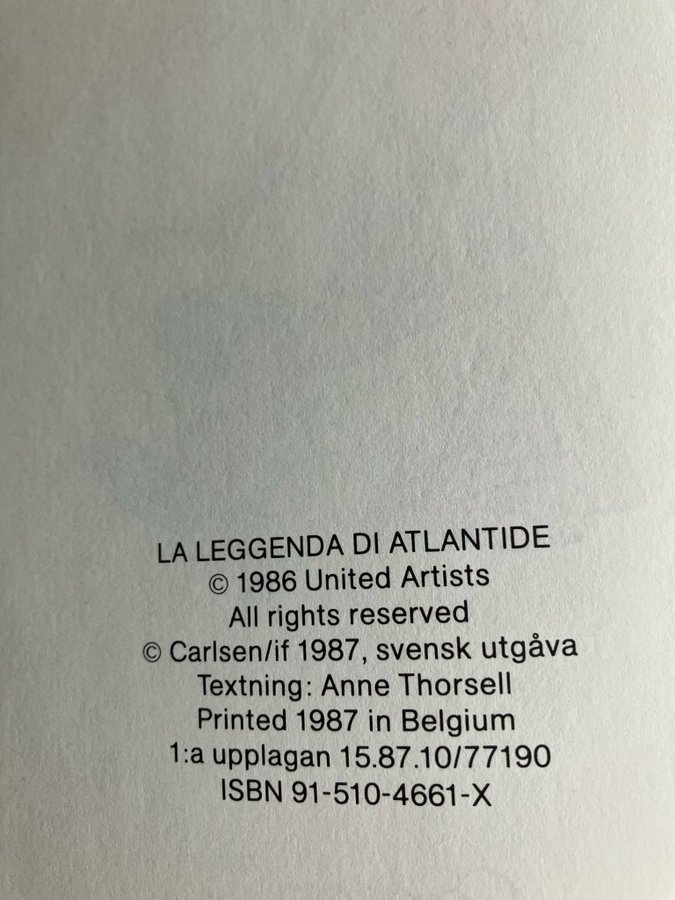 LA LEGGENDA DI ATLANTIDE
© 1986 United Artists
All rights reserved
© Carlsen/if 1987, svensk utgåva
Textning: Anne Thorsell
Printed 1987 in Belgium
1:a upplagan 15.87.10/77190
ISBN 91-510-4661-X